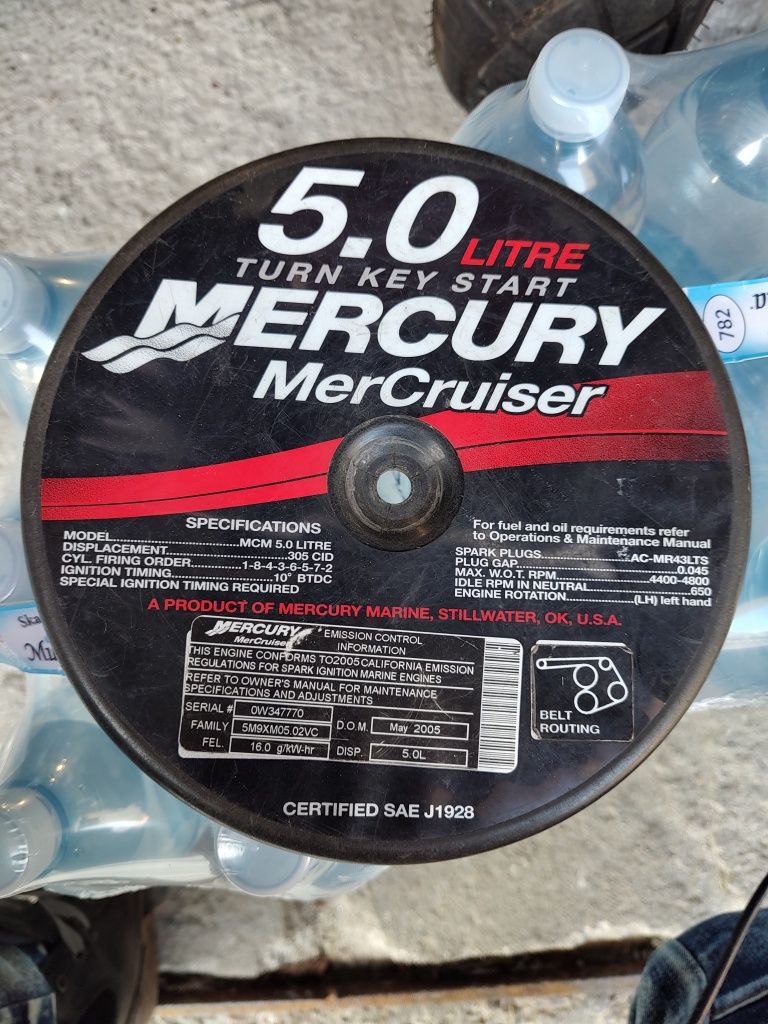 5.0 LITRE
TURN KEY START
MERCURY
MerCruiser
782
SPECIFICATIONS
MODEL..................MCM 5.0 LITRE
DISPLACEMENT..................305 CID
CYL. FIRING ORDER..................1-8-4-3-6-5-7-2
IGNITION TIMING..................10° BTDC
SPECIAL IGNITION TIMING REQUIRED
For fuel and oil requirements refer
to Operations & Maintenance Manual
SPARK PLUGS..................AC-MR43LTS
PLUG GAP..................0.045
MAX. W.O.T. RPM..................4400-4800
IDLE RPM IN NEUTRAL..................650
ENGINE ROTATION..................(LH) left hand
A PRODUCT OF MERCURY MARINE, STILLWATER, OK, U.S.A.
MERCURY
MerCruiser
EMISSION CONTROL
INFORMATION
THIS ENGINE CONFORMS TO 2005 CALIFORNIA EMISSION
REGULATIONS FOR SPARK IGNITION MARINE ENGINES
REFER TO OWNER'S MANUAL FOR MAINTENANCE
SPECIFICATIONS AND ADJUSTMENTS
SERIAL # 0W347770
FAMILY 5M9XM05.02VC D.O.M. May 2005
FEL. 16.0 g/kW-hr DISP. 5.0L
BELT
ROUTING
CERTIFIED SAE J1928